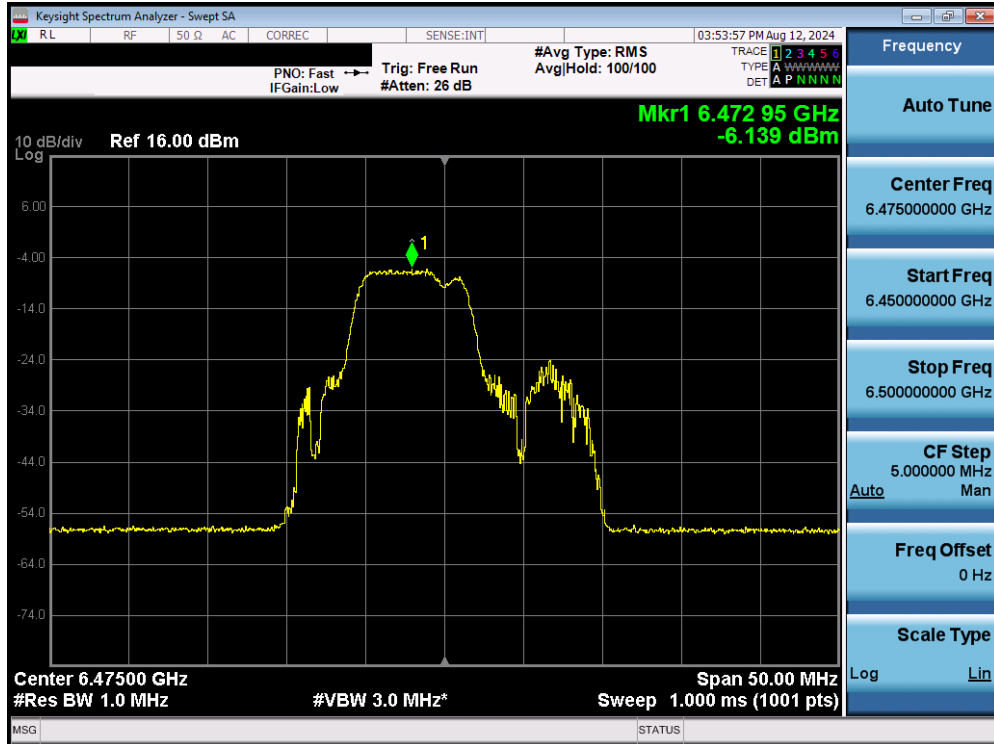 Keysight Spectrum Analyzer - Swept SA
LXI RL RF 50 Ω AC CORREC SENSE:INT 03:53:57 PM Aug 12, 2024
PNO: Fast Trig: Free Run #Avg Type: RMS TRACE 1 2 3 4 5 6
IFGain:Low #Atten: 26 dB Avg|Hold: 100/100 TYPE A WWWWW
DET A P N N N N
Mkr1 6.472 95 GHz
-6.139 dBm
10 dB/div Ref 16.00 dBm
Log
6.00
-4.00
-14.0
-24.0
-34.0
-44.0
-54.0
-64.0
-74.0
1
Center 6.47500 GHz Span 50.00 MHz
#Res BW 1.0 MHz #VBW 3.0 MHz* Sweep 1.000 ms (1001 pts)
MSG STATUS
Frequency
Auto Tune
Center Freq
6.475000000 GHz
Start Freq
6.450000000 GHz
Stop Freq
6.500000000 GHz
CF Step
5.000000 MHz
Auto Man
Freq Offset
0 Hz
Scale Type
Log Lin